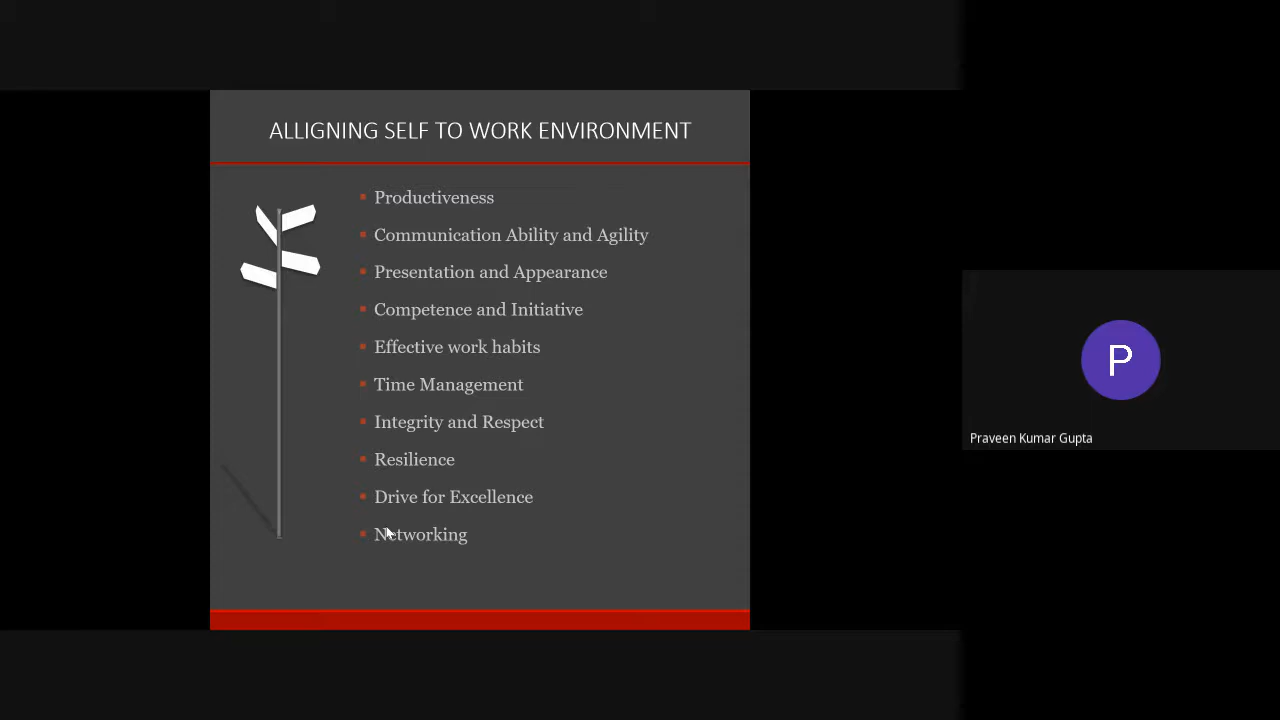 ALLIGNING SELF TO WORK ENVIRONMENT
Productiveness
Communication Ability and Agility
Presentation and Appearance
Competence and Initiative
Effective work habits
Time Management
Integrity and Respect
Resilience
Drive for Excellence
Networking
P
Praveen Kumar Gupta